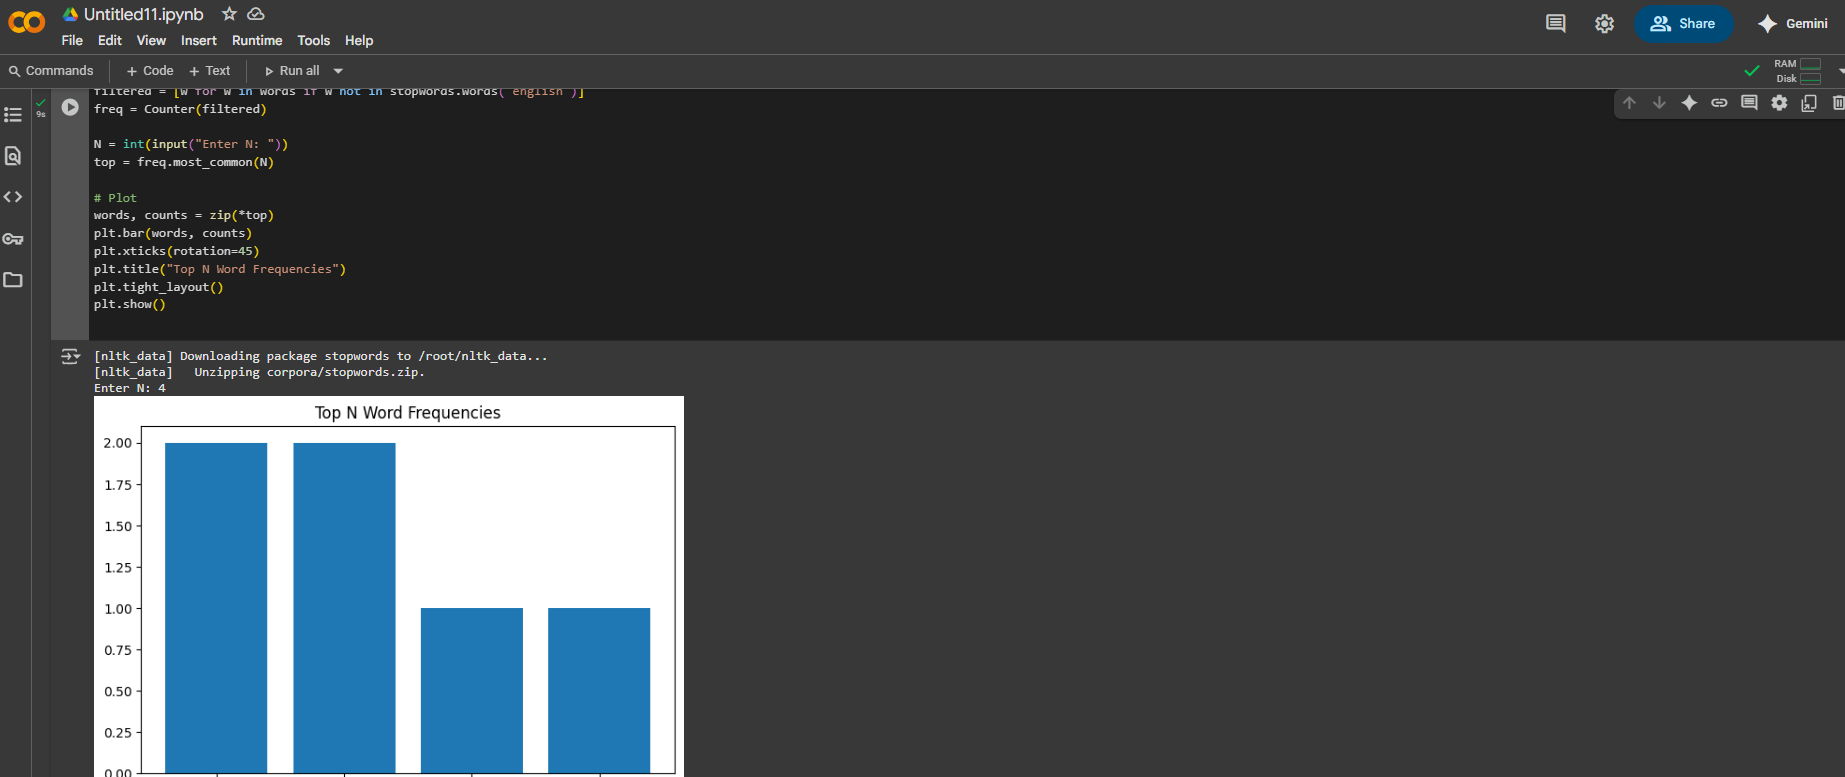 Untitled11.ipynb
File Edit View Insert Runtime Tools Help
Share
Gemini
Commands + Code + Text Run all
RAM
Disk
9s
filtered = [w for w in words if w not in stopwords.words('english')]
freq = Counter(filtered)
N = int(input("Enter N: "))
top = freq.most_common(N)
# Plot
words, counts = zip(*top)
plt.bar(words, counts)
plt.xticks(rotation=45)
plt.title("Top N Word Frequencies")
plt.tight_layout()
plt.show()
[nltk_data] Downloading package stopwords to /root/nltk_data...
[nltk_data]   Unzipping corpora/stopwords.zip.
Enter N: 4
Top N Word Frequencies
2.00
1.75
1.50
1.25
1.00
0.75
0.50
0.25
0.00